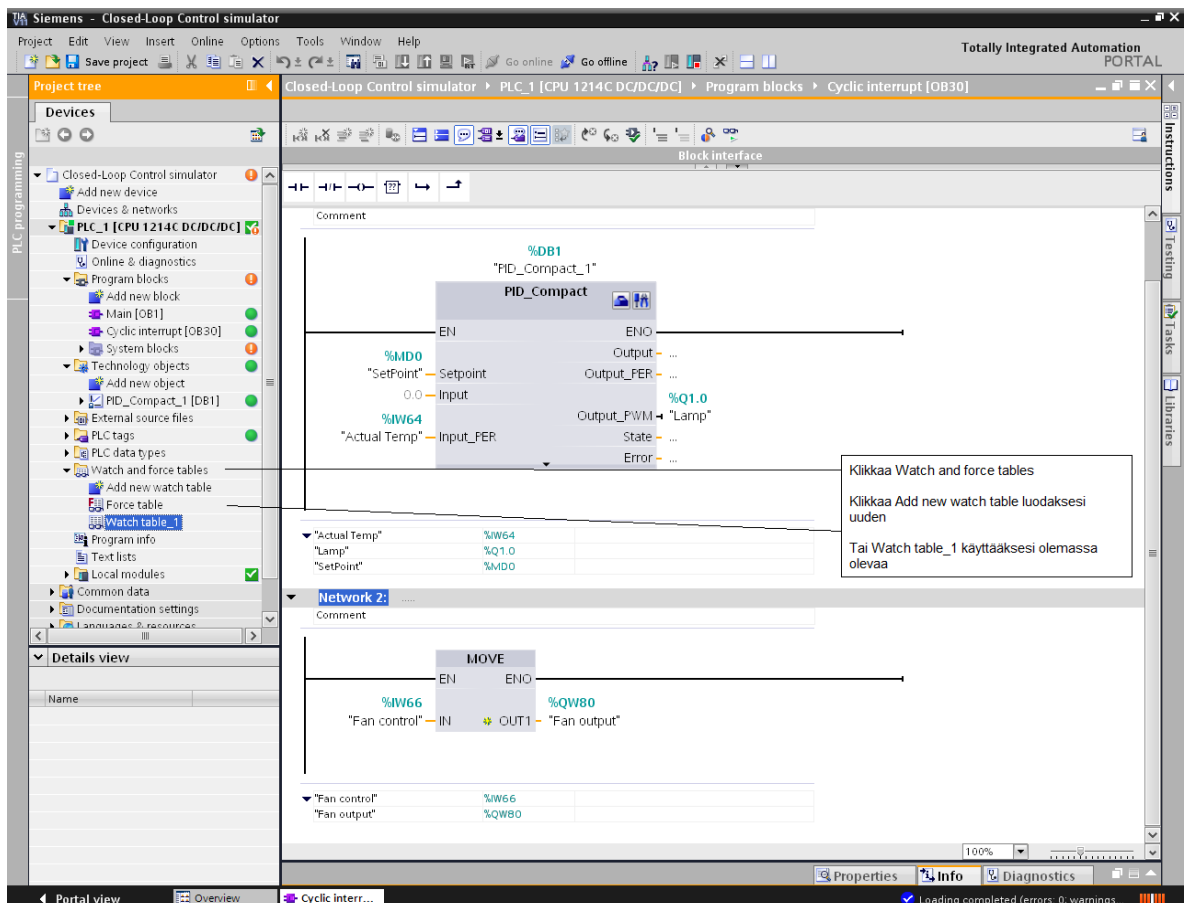 Siemens - Closed-Loop Control simulator
Project Edit View Insert Online Options Tools Window Help
Totally Integrated Automation
PORTAL
Save project
Go online
Go offline
Project tree
Closed-Loop Control simulator
PLC_1 [CPU 1214C DC/DC/DC]
Program blocks
Cyclic interrupt [OB30]
Devices
PLC programming
Block interface
Closed-Loop Control simulator
Add new device
Devices & networks
PLC_1 [CPU 1214C DC/DC/DC]
Device configuration
Online & diagnostics
Program blocks
Add new block
Main [OB1]
Cyclic interrupt [OB30]
System blocks
Technology objects
Add new object
PID_Compact_1 [DB1]
External source files
PLC tags
PLC data types
Watch and force tables
Add new watch table
Force table
Watch table_1
Program info
Text lists
Local modules
Common data
Documentation settings
Languages & resources
Details view
Name
Comment
%DB1
"PID_Compact_1"
PID_Compact
EN ENO
Output ...
%MD0
"SetPoint" Setpoint
Output_PER ...
0.0 Input
%Q1.0
Output_PWM "Lamp"
%IW64
"Actual Temp" Input_PER
State ...
Error ...
"Actual Temp" %IW64
"Lamp" %Q1.0
"SetPoint" %MD0
Klikkaa Watch and force tables
Klikkaa Add new watch table luodaksesi
uuden
Tai Watch table_1 käyttääksesi olemassa
olevaa
Network 2: .....
Comment
MOVE
EN ENO
%IW66 %QW80
"Fan control" IN OUT1 "Fan output"
"Fan control" %IW66
"Fan output" %QW80
100%
Instructions
Testing
Tasks
Libraries
Properties
Info
Diagnostics
Portal view
Overview
Cyclic interr...
Loading completed (errors: 0; warnings